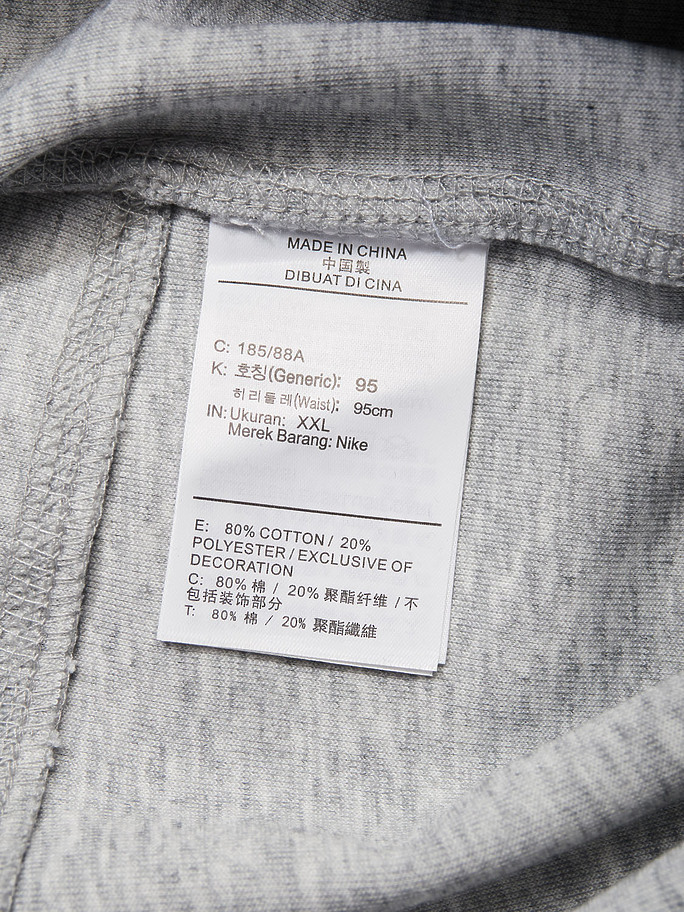 MADE IN CHINA
中国製
DIBUAT DI CINA
C: 185/88A
K: 호칭(Generic): 95
허리둘레(Waist): 95cm
IN: Ukuran: XXL
Merek Barang: Nike
E: 80% COTTON / 20%
POLYESTER / EXCLUSIVE OF
DECORATION
C: 80% 棉 / 20% 聚酯纤维 / 不
包括装饰部分
T: 80% 棉 / 20% 聚酯纖維